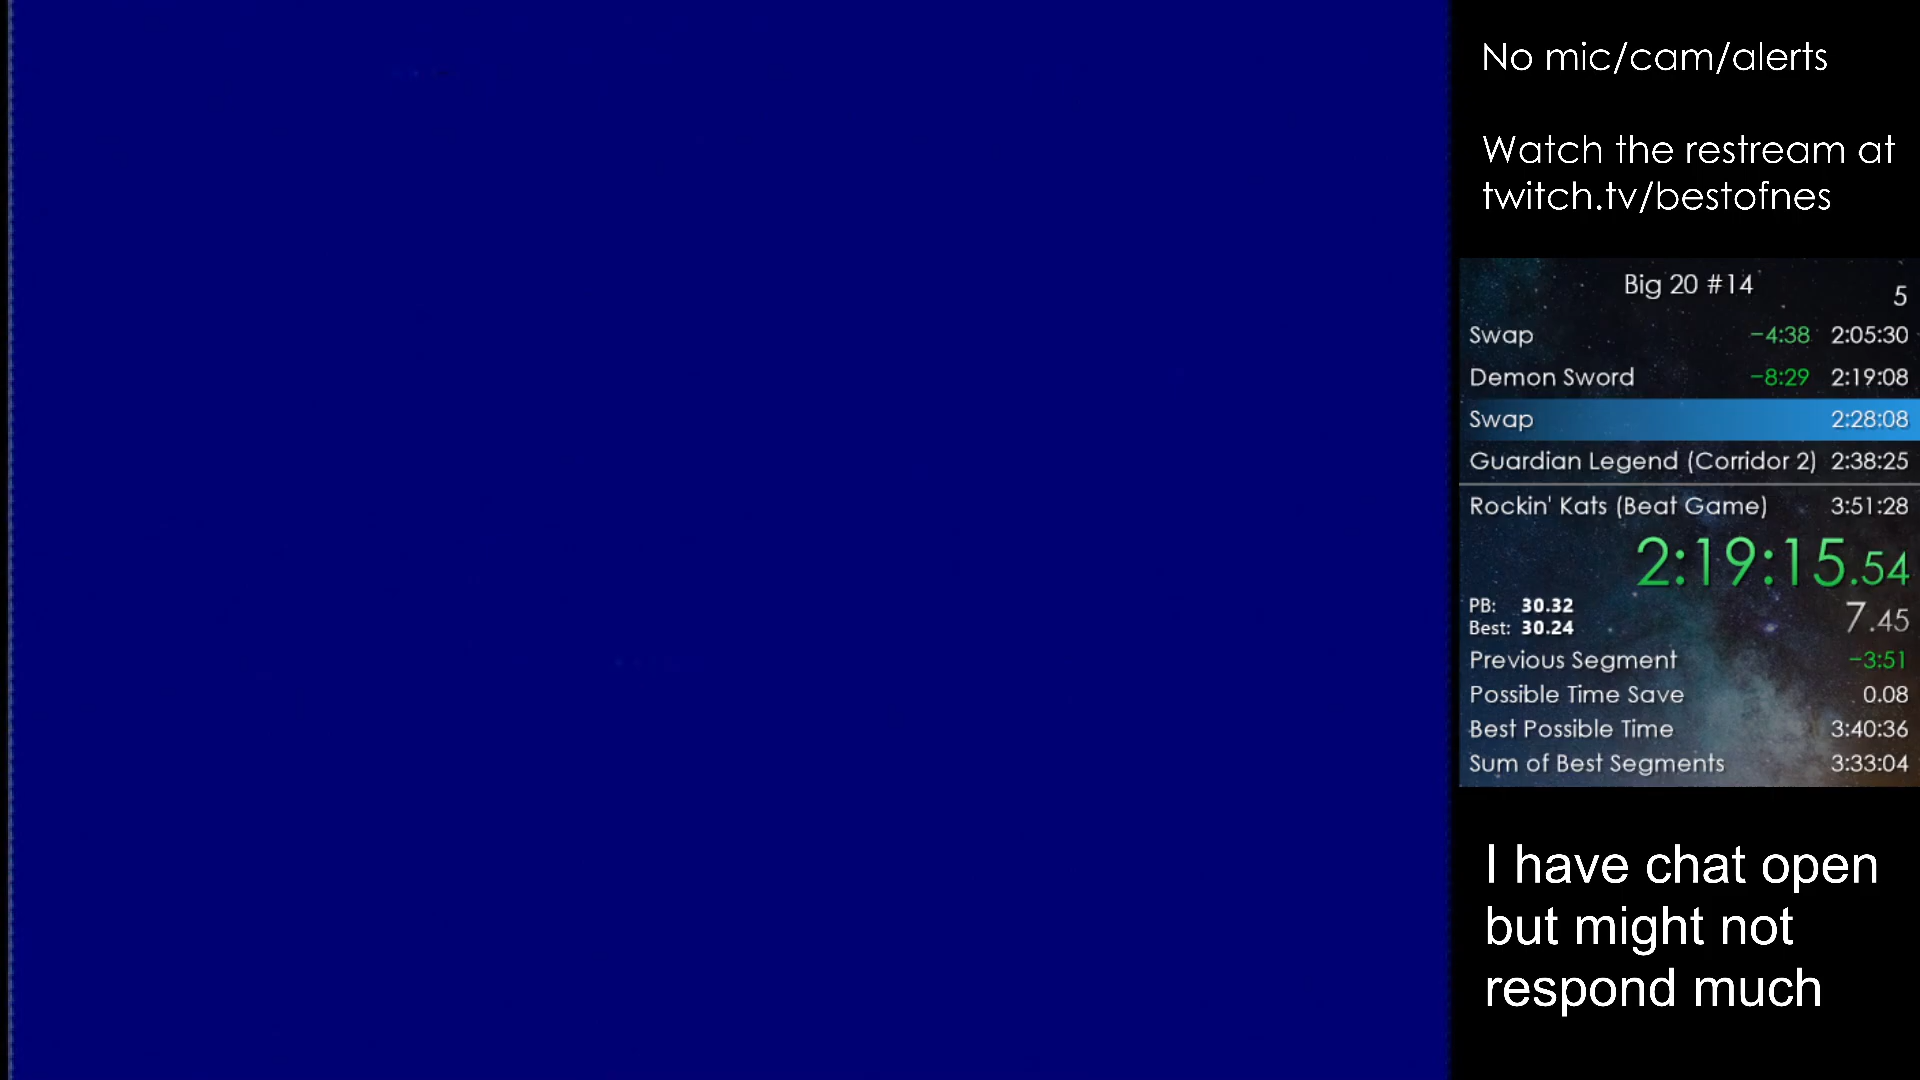 No mic/cam/alerts
Watch the restream at
twitch.tv/bestofnes
Big 20 #14
5
Swap -4:38 2:05:30
Demon Sword -8:29 2:19:08
Swap 2:28:08
Guardian Legend (Corridor 2) 2:38:25
Rockin' Kats (Beat Game) 3:51:28
2:19:15.54
PB: 30.32
Best: 30.24
7.45
Previous Segment -3:51
Possible Time Save 0.08
Best Possible Time 3:40:36
Sum of Best Segments 3:33:04
I have chat open
but might not
respond much